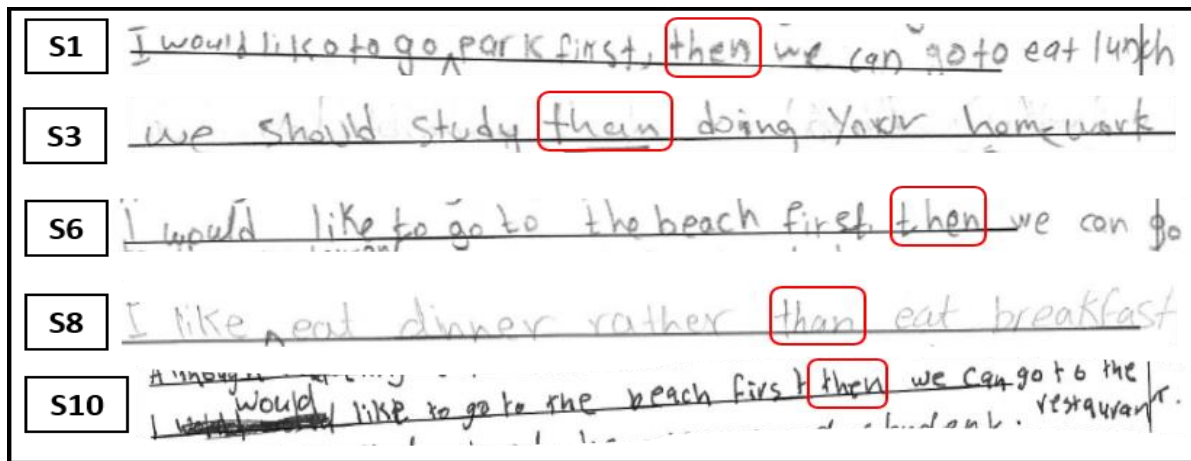 S1 I would like to go ^ park first, then we can go to eat lunch
S3 we should study than doing your homework
S6 I would like to go to the beach first then we can go
S8 I like ^ eat dinner rather than eat breakfast
would
S10 I like to go to the beach first then we can go to the
restaurant.